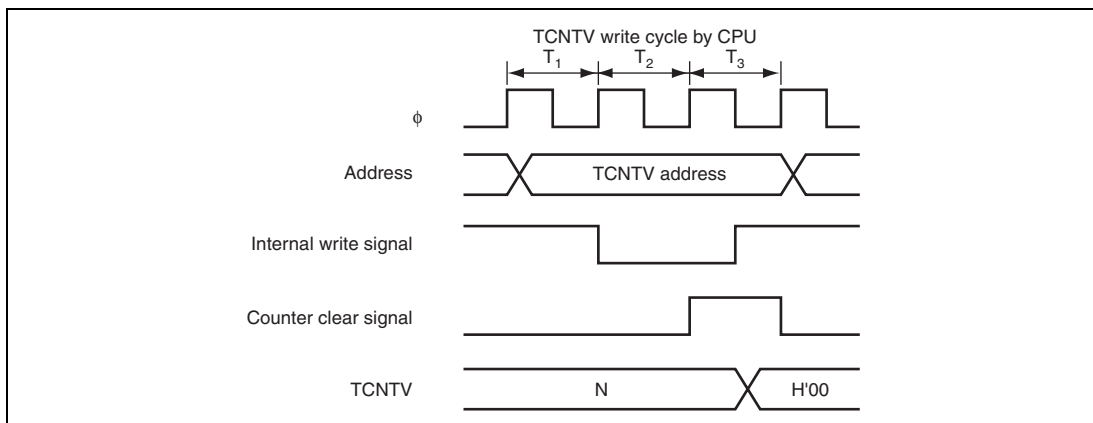 TCNTV write cycle by CPU
T1 T2 T3
ϕ
Address TCNTV address
Internal write signal
Counter clear signal
TCNTV N H'00